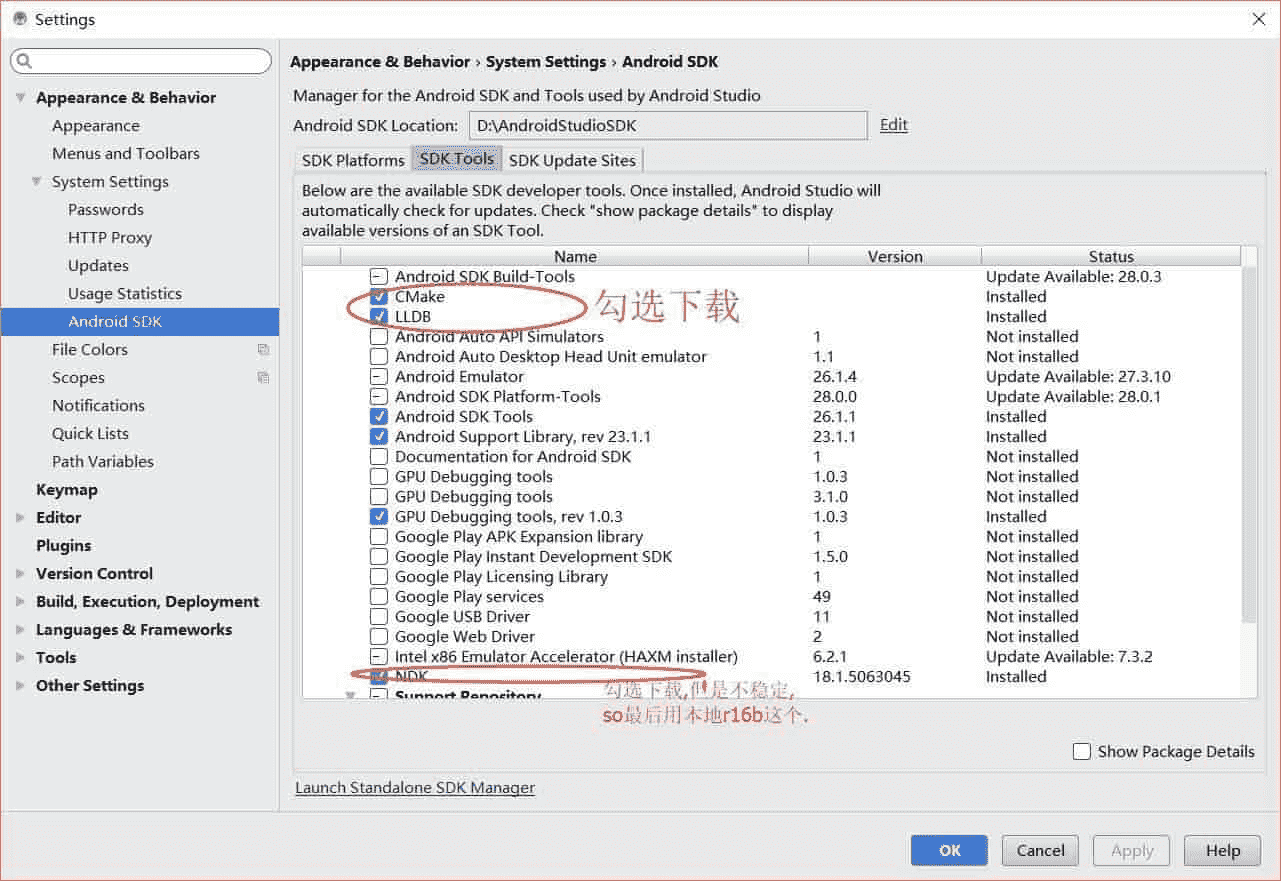 Settings
Appearance & Behavior › System Settings › Android SDK
Appearance & Behavior
Appearance
Menus and Toolbars
System Settings
Passwords
HTTP Proxy
Updates
Usage Statistics
Android SDK
File Colors
Scopes
Notifications
Quick Lists
Path Variables
Keymap
Editor
Plugins
Version Control
Build, Execution, Deployment
Languages & Frameworks
Tools
Other Settings
Manager for the Android SDK and Tools used by Android Studio
Android SDK Location: D:\AndroidStudioSDK Edit
SDK Platforms SDK Tools SDK Update Sites
Below are the available SDK developer tools. Once installed, Android Studio will
automatically check for updates. Check "show package details" to display
available versions of an SDK Tool.
Name Version Status
Android SDK Build-Tools Update Available: 28.0.3
CMake Installed
勾选下载
LLDB Installed
Android Auto API Simulators 1 Not installed
Android Auto Desktop Head Unit emulator 1.1 Not installed
Android Emulator 26.1.4 Update Available: 27.3.10
Android SDK Platform-Tools 28.0.0 Update Available: 28.0.1
Android SDK Tools 26.1.1 Installed
Android Support Library, rev 23.1.1 23.1.1 Installed
Documentation for Android SDK 1 Not installed
GPU Debugging tools 1.0.3 Not installed
GPU Debugging tools 3.1.0 Not installed
GPU Debugging tools, rev 1.0.3 1.0.3 Installed
Google Play APK Expansion library 1 Not installed
Google Play Instant Development SDK 1.5.0 Not installed
Google Play Licensing Library 1 Not installed
Google Play services 49 Not installed
Google USB Driver 11 Not installed
Google Web Driver 2 Not installed
Intel x86 Emulator Accelerator (HAXM installer) 6.2.1 Update Available: 7.3.2
NDK 18.1.5063045 Installed
Support Repository
勾选下载,但是不稳定,
so最后用本地r16b这个.
Show Package Details
Launch Standalone SDK Manager
OK Cancel Apply Help